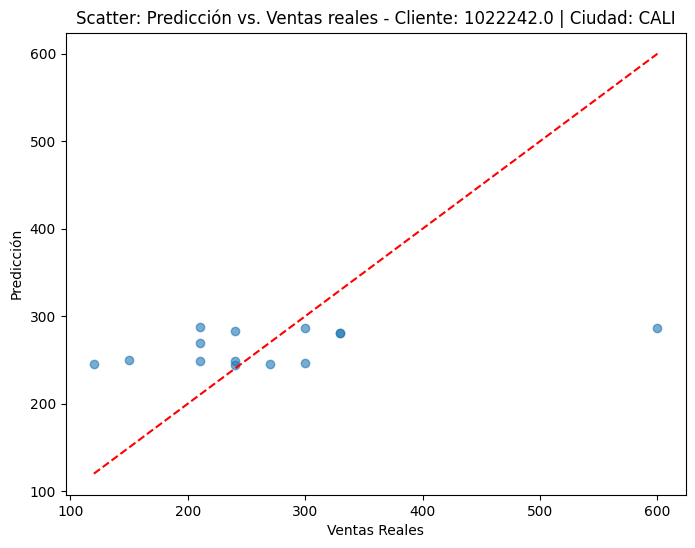 Scatter: Predicción vs. Ventas reales - Cliente: 1022242.0 | Ciudad: CALI
600
500
400
300
200
100
Predicción
100 200 300 400 500 600
Ventas Reales